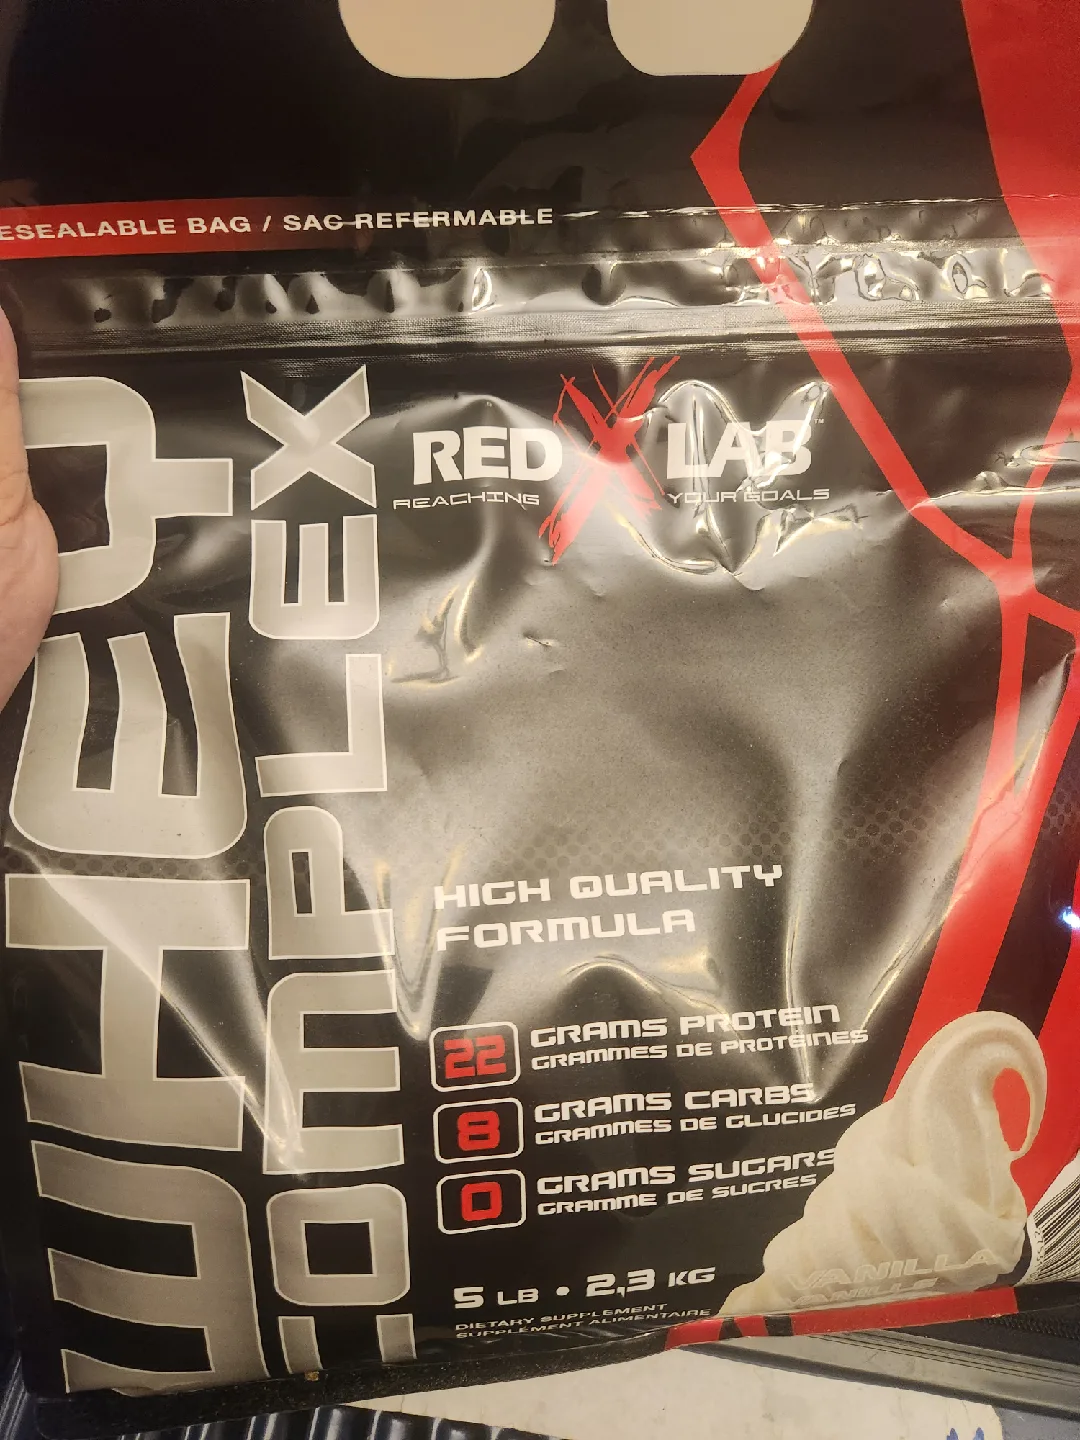 ESEALABLE BAG / SAC REFERMABLE
RED X LAB™
REACHING YOUR GOALS
WHEY
COMPLEX
HIGH QUALITY
FORMULA
22 GRAMS PROTEIN
GRAMMES DE PROTÉINES
8 GRAMS CARBS
GRAMMES DE GLUCIDES
0 GRAMS SUGARS
GRAMME DE SUCRES
5 LB • 2,3 KG
DIETARY SUPPLEMENT
SUPPLÉMENT ALIMENTAIRE
VANILLA
VANILLE